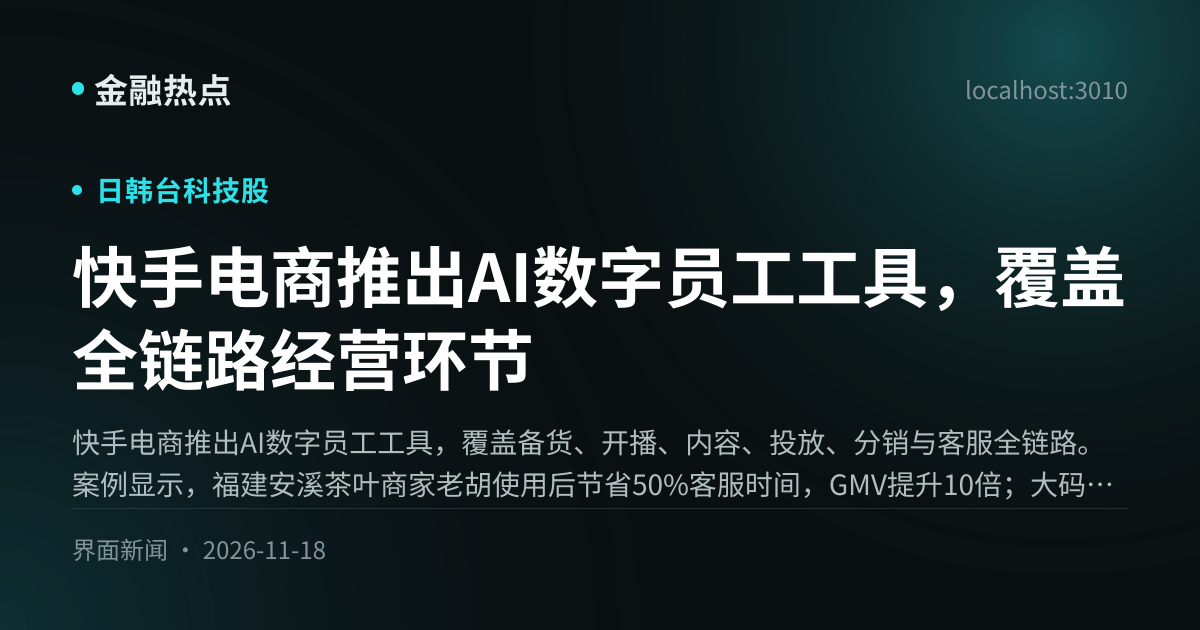 金融热点
localhost:3010
日韩台科技股
快手电商推出AI数字员工工具，覆盖
全链路经营环节
快手电商推出AI数字员工工具，覆盖备货、开播、内容、投放、分销与客服全链路。
案例显示，福建安溪茶叶商家老胡使用后节省50%客服时间，GMV提升10倍；大码…
界面新闻 · 2026-11-18